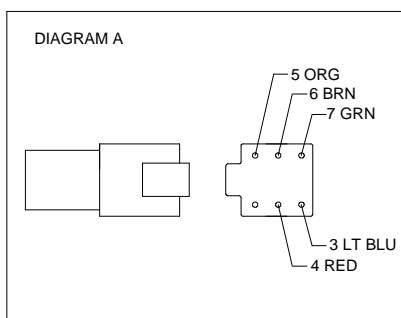 DIAGRAM A
5 ORG
6 BRN
7 GRN
3 LT BLU
4 RED